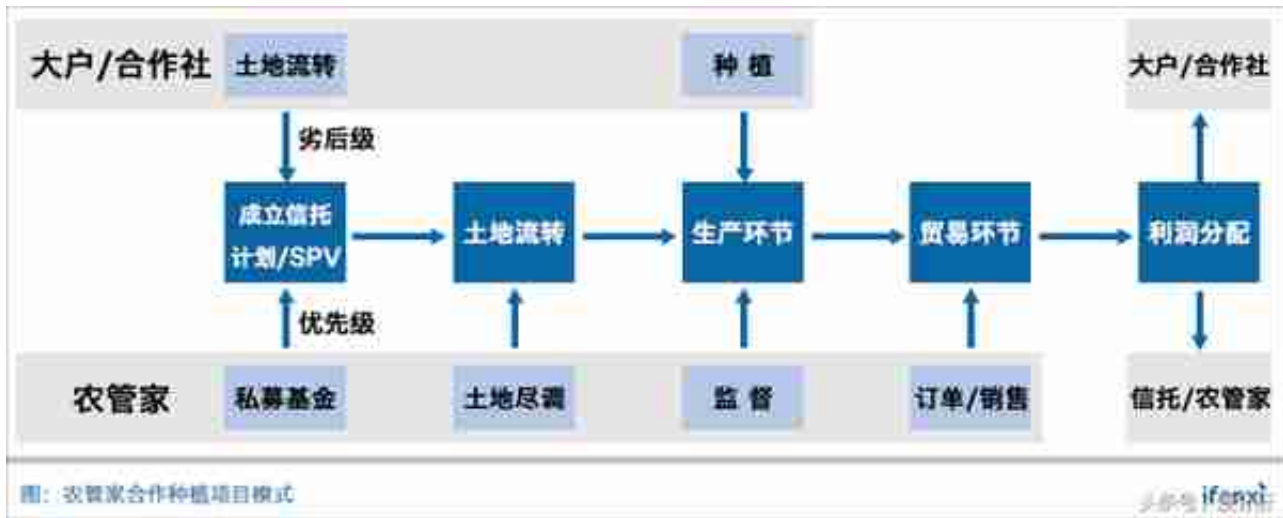 大户/合作社 土地流转 种植 大户/合作社
劣后级
成立信托
计划/SPV
土地流转 生产环节 贸易环节 利润分配
优先级
农管家 私募基金 土地尽调 监督 订单/销售 信托/农管家
图：农管家合作种植项目模式
ifenxi